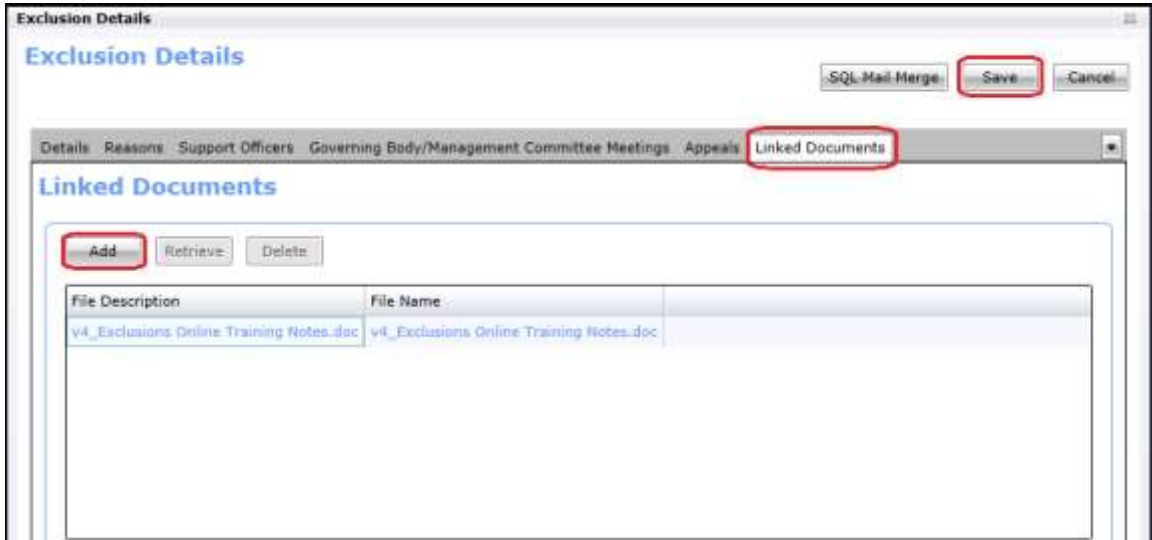 Exclusion Details
Exclusion Details
SQL Mail Merge Save Cancel
Details Reasons Support Officers Governing Body/Management Committee Meetings Appeals Linked Documents
Linked Documents
Add Retrieve Delete
File Description File Name
v4_Exclusions Online Training Notes.doc v4_Exclusions Online Training Notes.doc